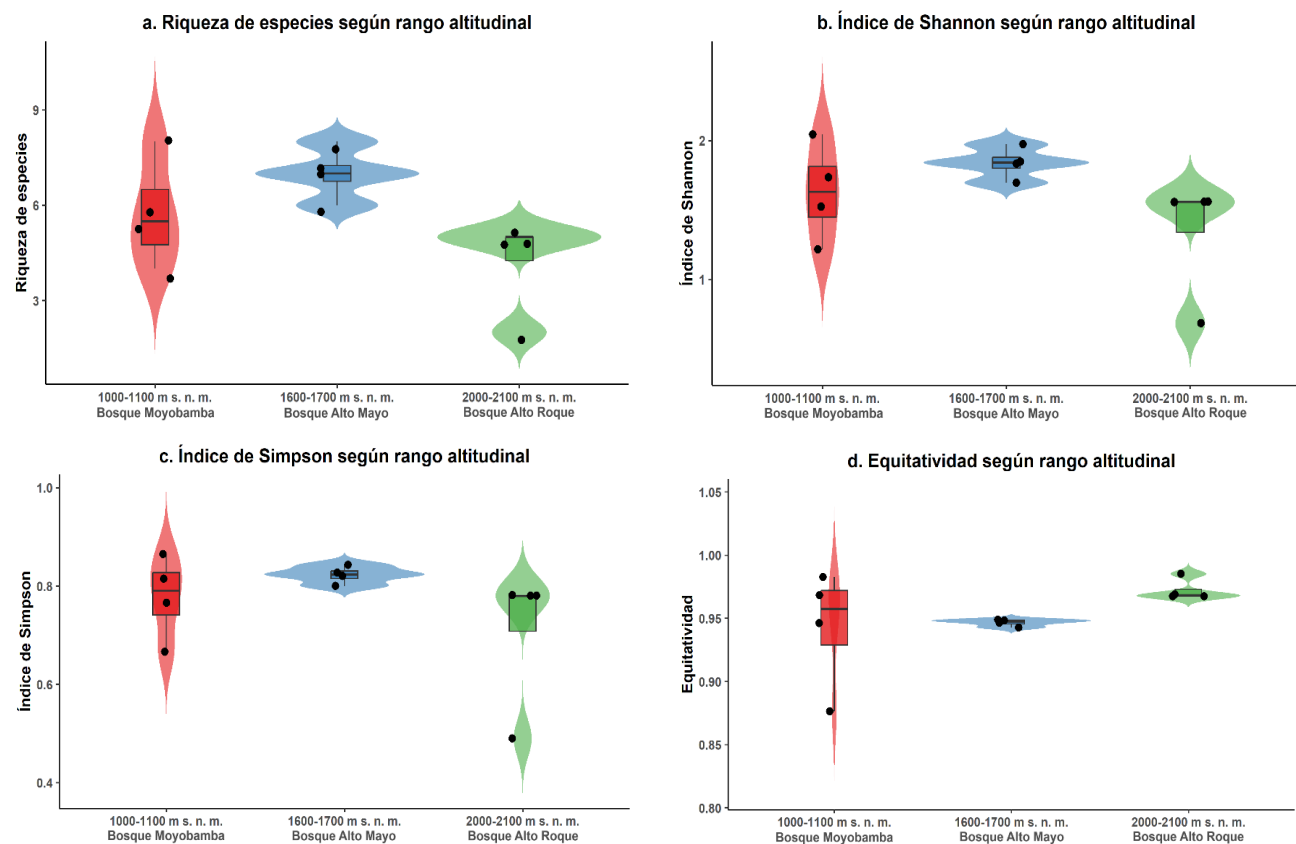 a. Riqueza de especies según rango altitudinal
Riqueza de especies
9
6
3
1000-1100 m s. n. m.
Bosque Moyobamba
1600-1700 m s. n. m.
Bosque Alto Mayo
2000-2100 m s. n. m.
Bosque Alto Roque
b. Índice de Shannon según rango altitudinal
Índice de Shannon
2
1
1000-1100 m s. n. m.
Bosque Moyobamba
1600-1700 m s. n. m.
Bosque Alto Mayo
2000-2100 m s. n. m.
Bosque Alto Roque
c. Índice de Simpson según rango altitudinal
Índice de Simpson
1.0
0.8
0.6
0.4
1000-1100 m s. n. m.
Bosque Moyobamba
1600-1700 m s. n. m.
Bosque Alto Mayo
2000-2100 m s. n. m.
Bosque Alto Roque
d. Equitatividad según rango altitudinal
Equitatividad
1.05
1.00
0.95
0.90
0.85
0.80
1000-1100 m s. n. m.
Bosque Moyobamba
1600-1700 m s. n. m.
Bosque Alto Mayo
2000-2100 m s. n. m.
Bosque Alto Roque